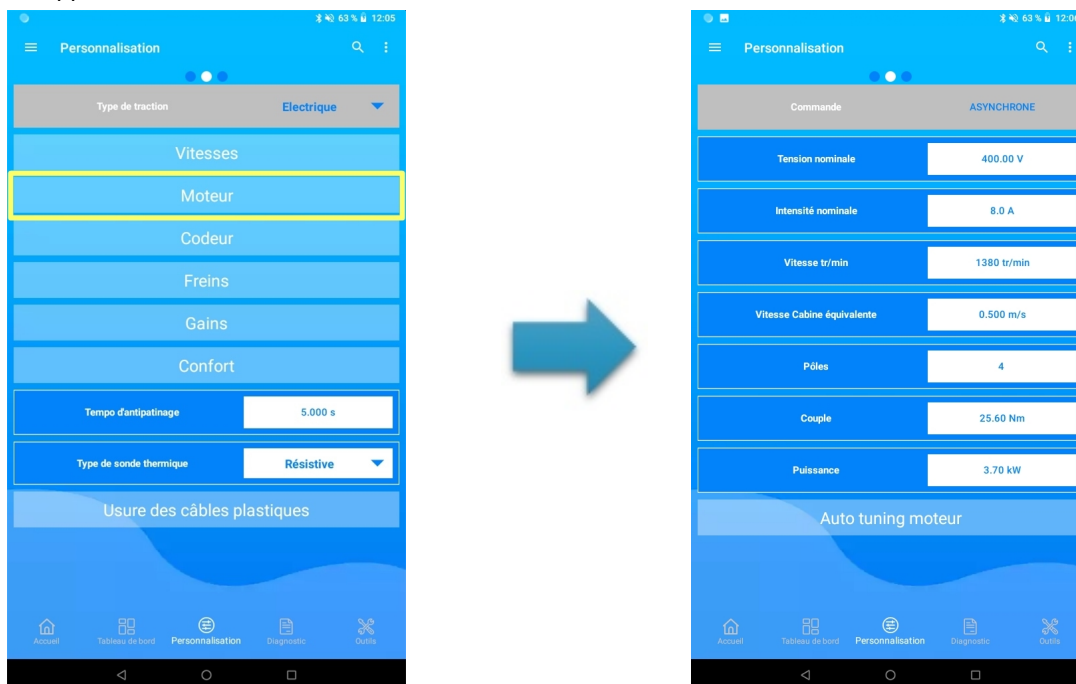 63 % 12:05
Personnalisation
Type de traction Electrique
Vitesses
Moteur
Codeur
Freins
Gains
Confort
Tempo d'antipatinage 5.000 s
Type de sonde thermique Résistive
Usure des câbles plastiques
Accueil Tableau de bord Personnalisation Diagnostic Outils
63 % 12:06
Personnalisation
Commande ASYNCHRONE
Tension nominale 400.00 V
Intensité nominale 8.0 A
Vitesse tr/min 1380 tr/min
Vitesse Cabine équivalente 0.500 m/s
Pôles 4
Couple 25.60 Nm
Puissance 3.70 kW
Auto tuning moteur
Accueil Tableau de bord Personnalisation Diagnostic Outils